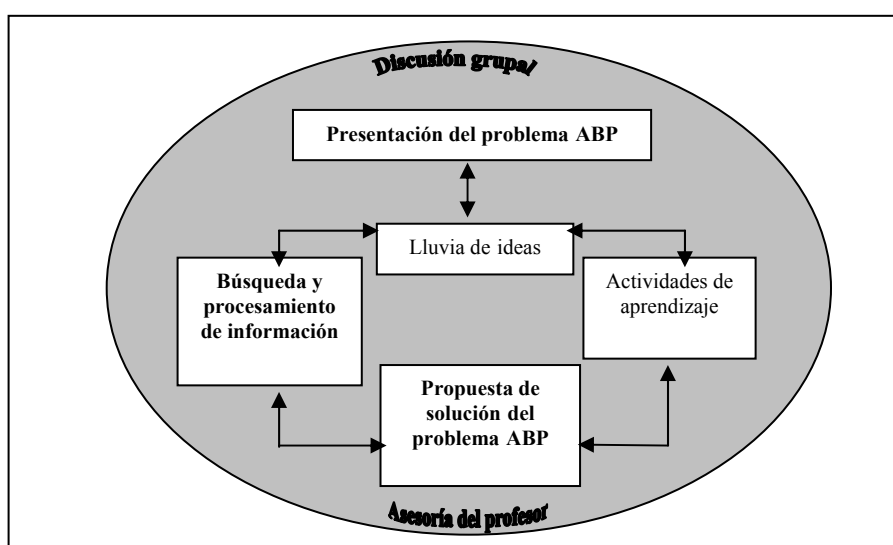 Discusión grupal
Presentación del problema ABP
Lluvia de ideas
Búsqueda y
procesamiento
de información
Actividades de
aprendizaje
Propuesta de
solución del
problema ABP
Asesoría del profesor